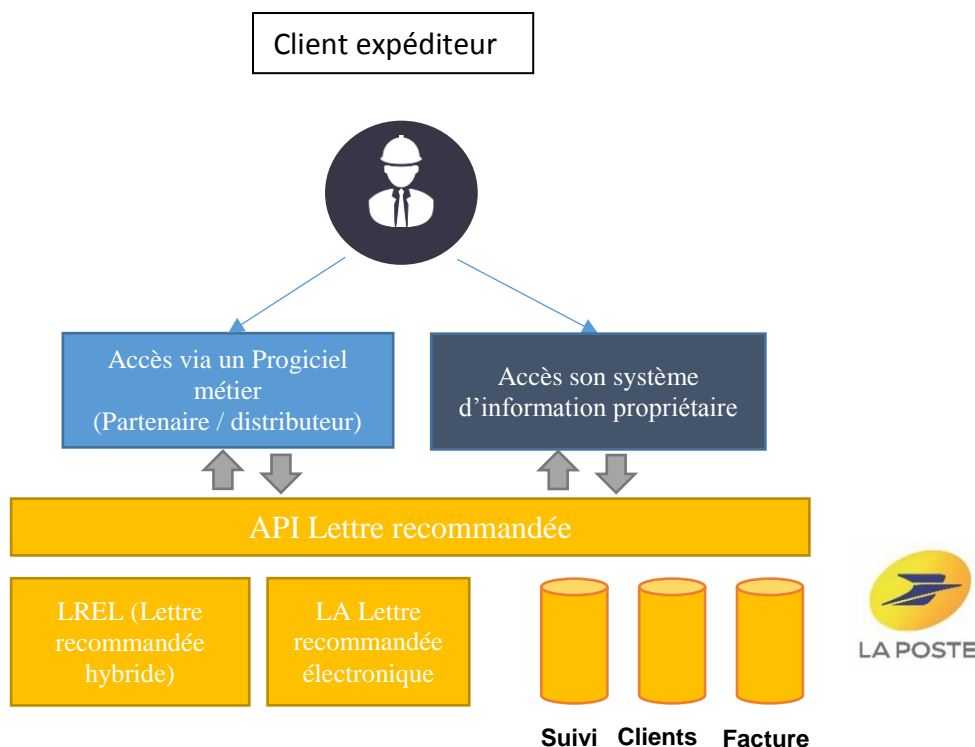 Client expéditeur
Accès via un Progiciel
métier
(Partenaire / distributeur)
Accès son système
d’information propriétaire
API Lettre recommandée
LREL (Lettre
recommandée
hybride)
LA Lettre
recommandée
électronique
LA POSTE
Suivi Clients Facture